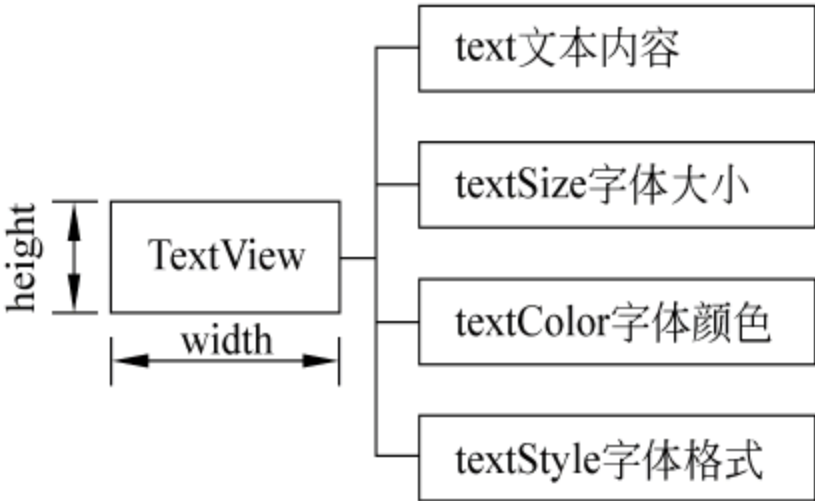 text文本内容
textSize字体大小
height
TextView
width
textColor字体颜色
textStyle字体格式